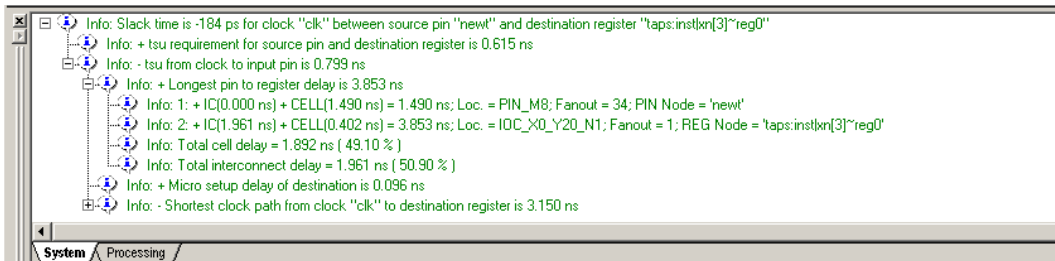 Info: Slack time is -184 ps for clock "clk" between source pin "newt" and destination register "taps:inst|xn[3]~reg0"
Info: + tsu requirement for source pin and destination register is 0.615 ns
Info: - tsu from clock to input pin is 0.799 ns
Info: + Longest pin to register delay is 3.853 ns
Info: 1: + IC(0.000 ns) + CELL(1.490 ns) = 1.490 ns; Loc. = PIN_M8; Fanout = 34; PIN Node = 'newt'
Info: 2: + IC(1.961 ns) + CELL(0.402 ns) = 3.853 ns; Loc. = IOC_X0_Y20_N1; Fanout = 1; REG Node = 'taps:inst|xn[3]~reg0'
Info: Total cell delay = 1.892 ns ( 49.10 % )
Info: Total interconnect delay = 1.961 ns ( 50.90 % )
Info: + Micro setup delay of destination is 0.096 ns
Info: - Shortest clock path from clock "clk" to destination register is 3.150 ns
System Processing